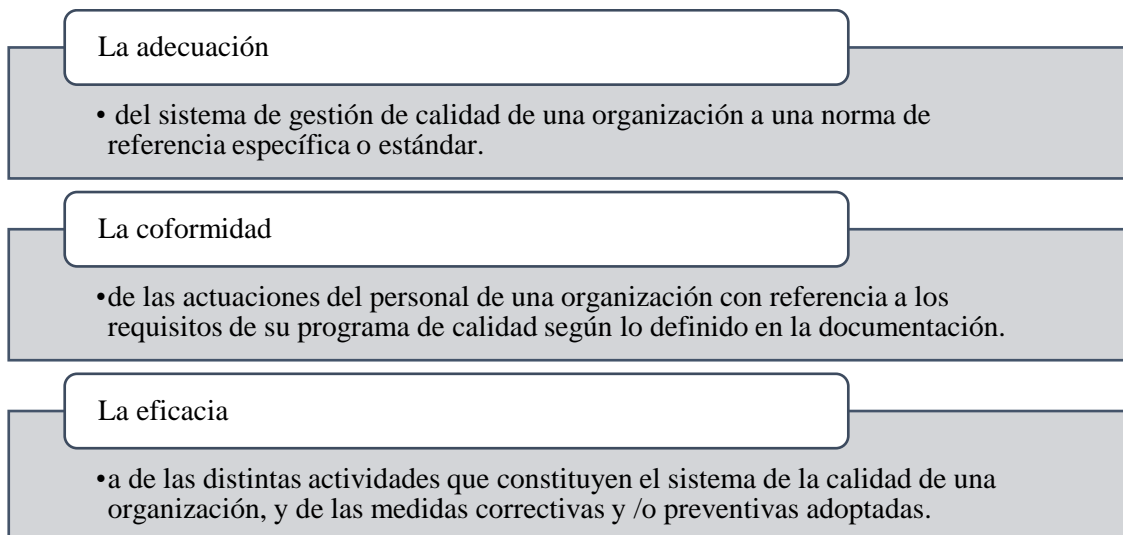 La adecuación
• del sistema de gestión de calidad de una organización a una norma de
referencia específica o estándar.
La coformidad
•de las actuaciones del personal de una organización con referencia a los
requisitos de su programa de calidad según lo definido en la documentación.
La eficacia
•a de las distintas actividades que constituyen el sistema de la calidad de una
organización, y de las medidas correctivas y /o preventivas adoptadas.